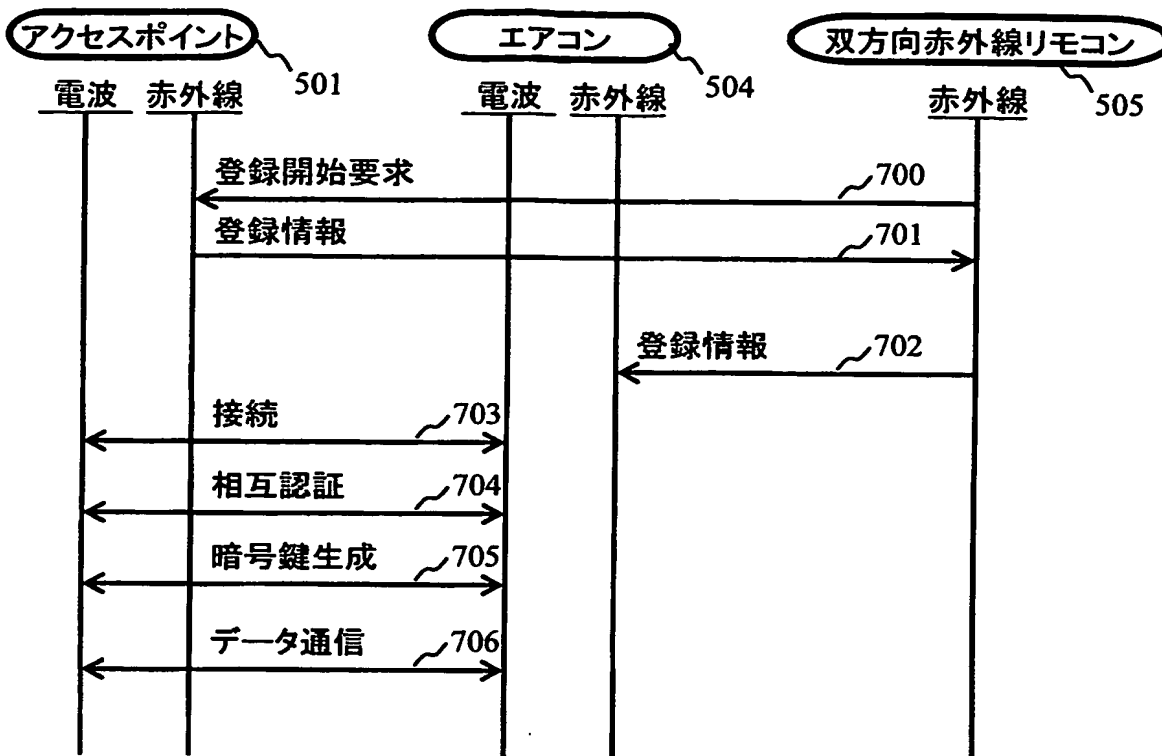 アクセスポイント
501
エアコン
504
双方向赤外線リモコン
505
電波 赤外線
電波 赤外線
赤外線
登録開始要求
700
登録情報
701
登録情報
702
接続
703
相互認証
704
暗号鍵生成
705
データ通信
706